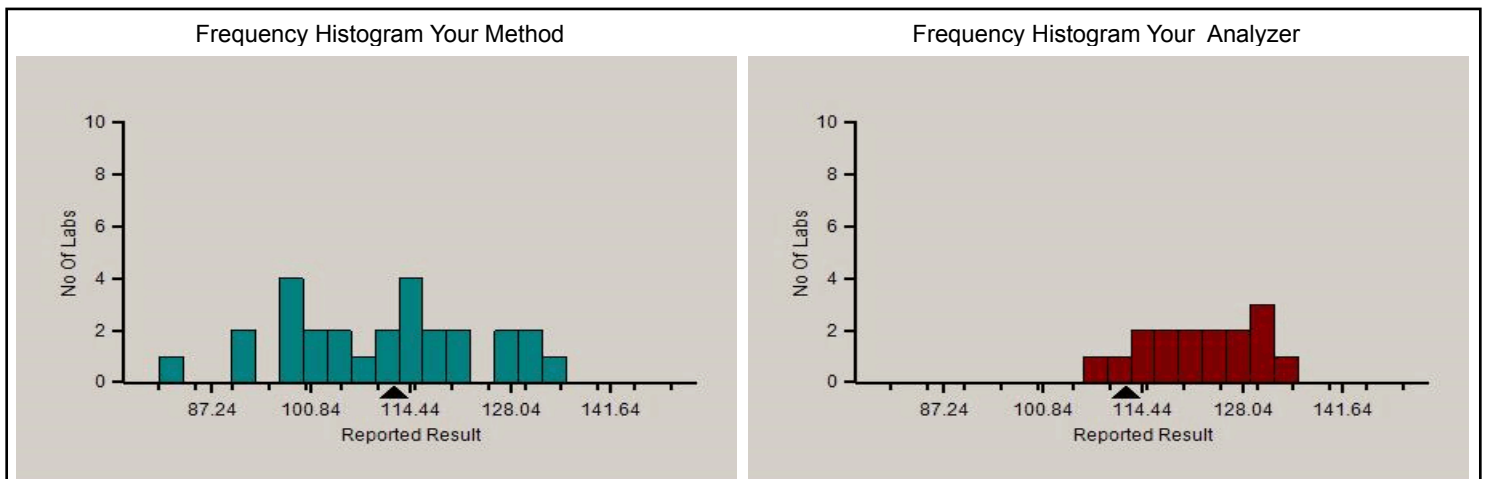 Frequency Histogram Your Method
10
8
6
4
2
0
No Of Labs
87.24 100.84 114.44 128.04 141.64
Reported Result
Frequency Histogram Your Analyzer
10
8
6
4
2
0
No Of Labs
87.24 100.84 114.44 128.04 141.64
Reported Result